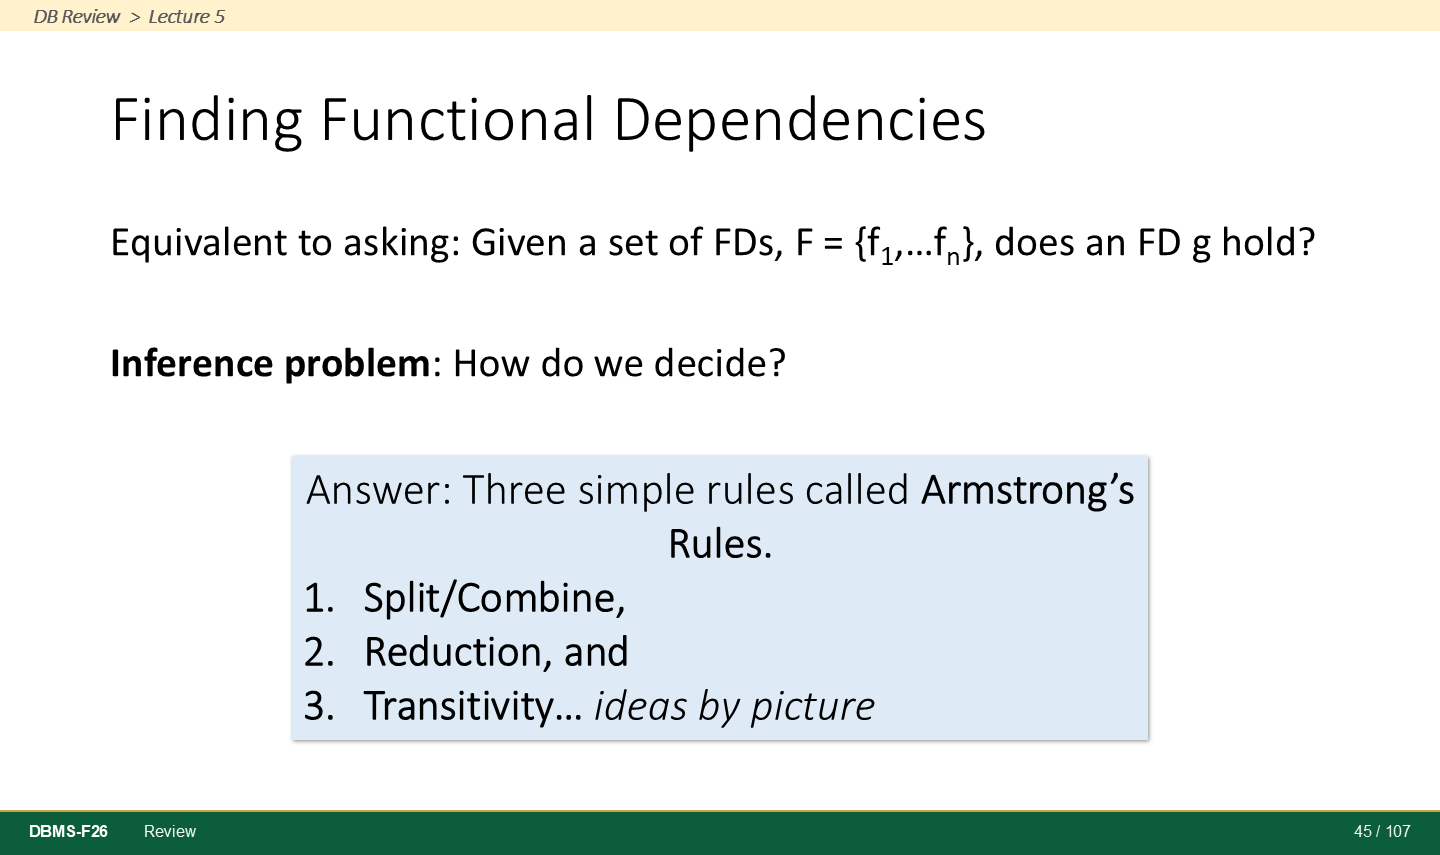 DB Review > Lecture 5
Finding Functional Dependencies
Equivalent to asking: Given a set of FDs, F = {f1,…fn}, does an FD g hold?
Inference problem: How do we decide?
Answer: Three simple rules called Armstrong’s
Rules.
1. Split/Combine,
2. Reduction, and
3. Transitivity… ideas by picture
DBMS-F26 Review 45 / 107